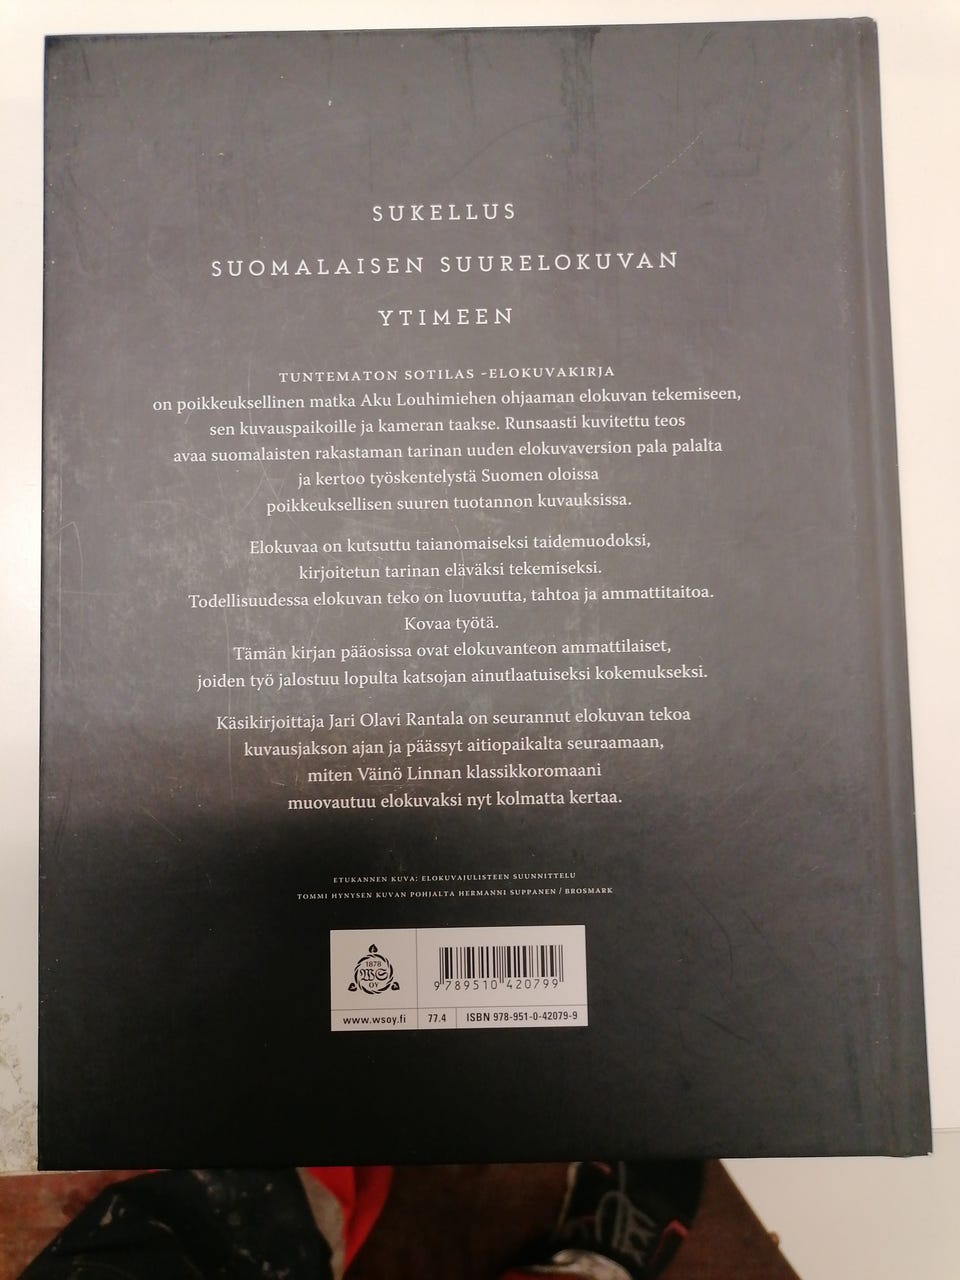 SUKELLUS
SUOMALAISEN SUURELOKUVAN
YTIMEEN
TUNTEMATON SOTILAS -ELOKUVAKIRJA
on poikkeuksellinen matka Aku Louhimiehen ohjaaman elokuvan tekemiseen,
sen kuvauspaikoille ja kameran taakse. Runsaasti kuvitettu teos
avaa suomalaisten rakastaman tarinan uuden elokuvaversion pala palalta
ja kertoo työskentelystä Suomen oloissa
poikkeuksellisen suuren tuotannon kuvauksissa.
Elokuvaa on kutsuttu taianomaiseksi taidemuodoksi,
kirjoitetun tarinan eläväksi tekemiseksi.
Todellisuudessa elokuvan teko on luovuutta, tahtoa ja ammattitaitoa.
Kovaa työtä.
Tämän kirjan pääosissa ovat elokuvanteon ammattilaiset,
joiden työ jalostuu lopulta katsojan ainutlaatuiseksi kokemukseksi.
Käsikirjoittaja Jari Olavi Rantala on seurannut elokuvan tekoa
kuvausjakson ajan ja päässyt aitiopaikalta seuraamaan,
miten Väinö Linnan klassikkoromaani
muovautuu elokuvaksi nyt kolmatta kertaa.
ETUKANNEN KUVA: ELOKUVAJULISTEEN SUUNNITTELU
TOMMI HYNYSEN KUVAN POHJALTA HERMANNI SUPPANEN / BROSMARK
1878
WS
OY
9 789510 420799
www.wsoy.fi 77.4 ISBN 978-951-0-42079-9